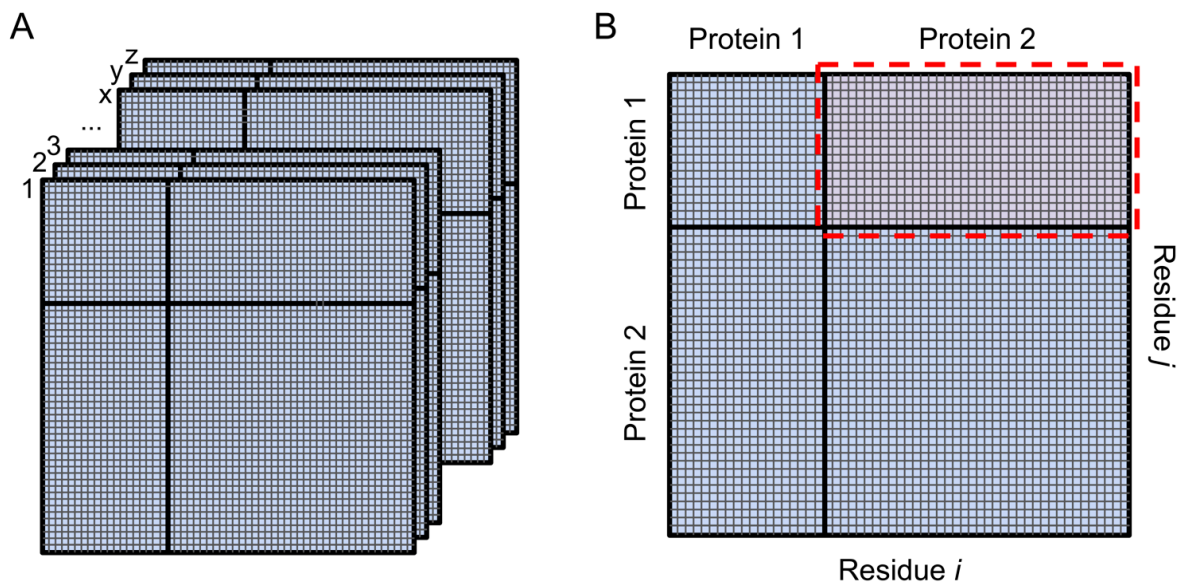 A
z
y
x
...
3
2
1
B
Protein 1
Protein 2
Protein 1
Protein 2
Residue j
Residue i